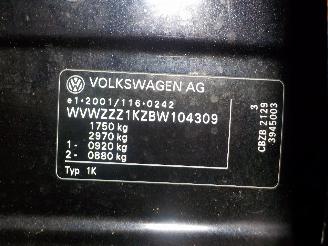 VOLKSWAGEN AG
e1*2001/116*0242
WVWZZZ1KZBW104309
1750 kg
2970 kg
1- 0920 kg
2- 0880 kg
Typ 1K
3
CBZB 2129
3945003